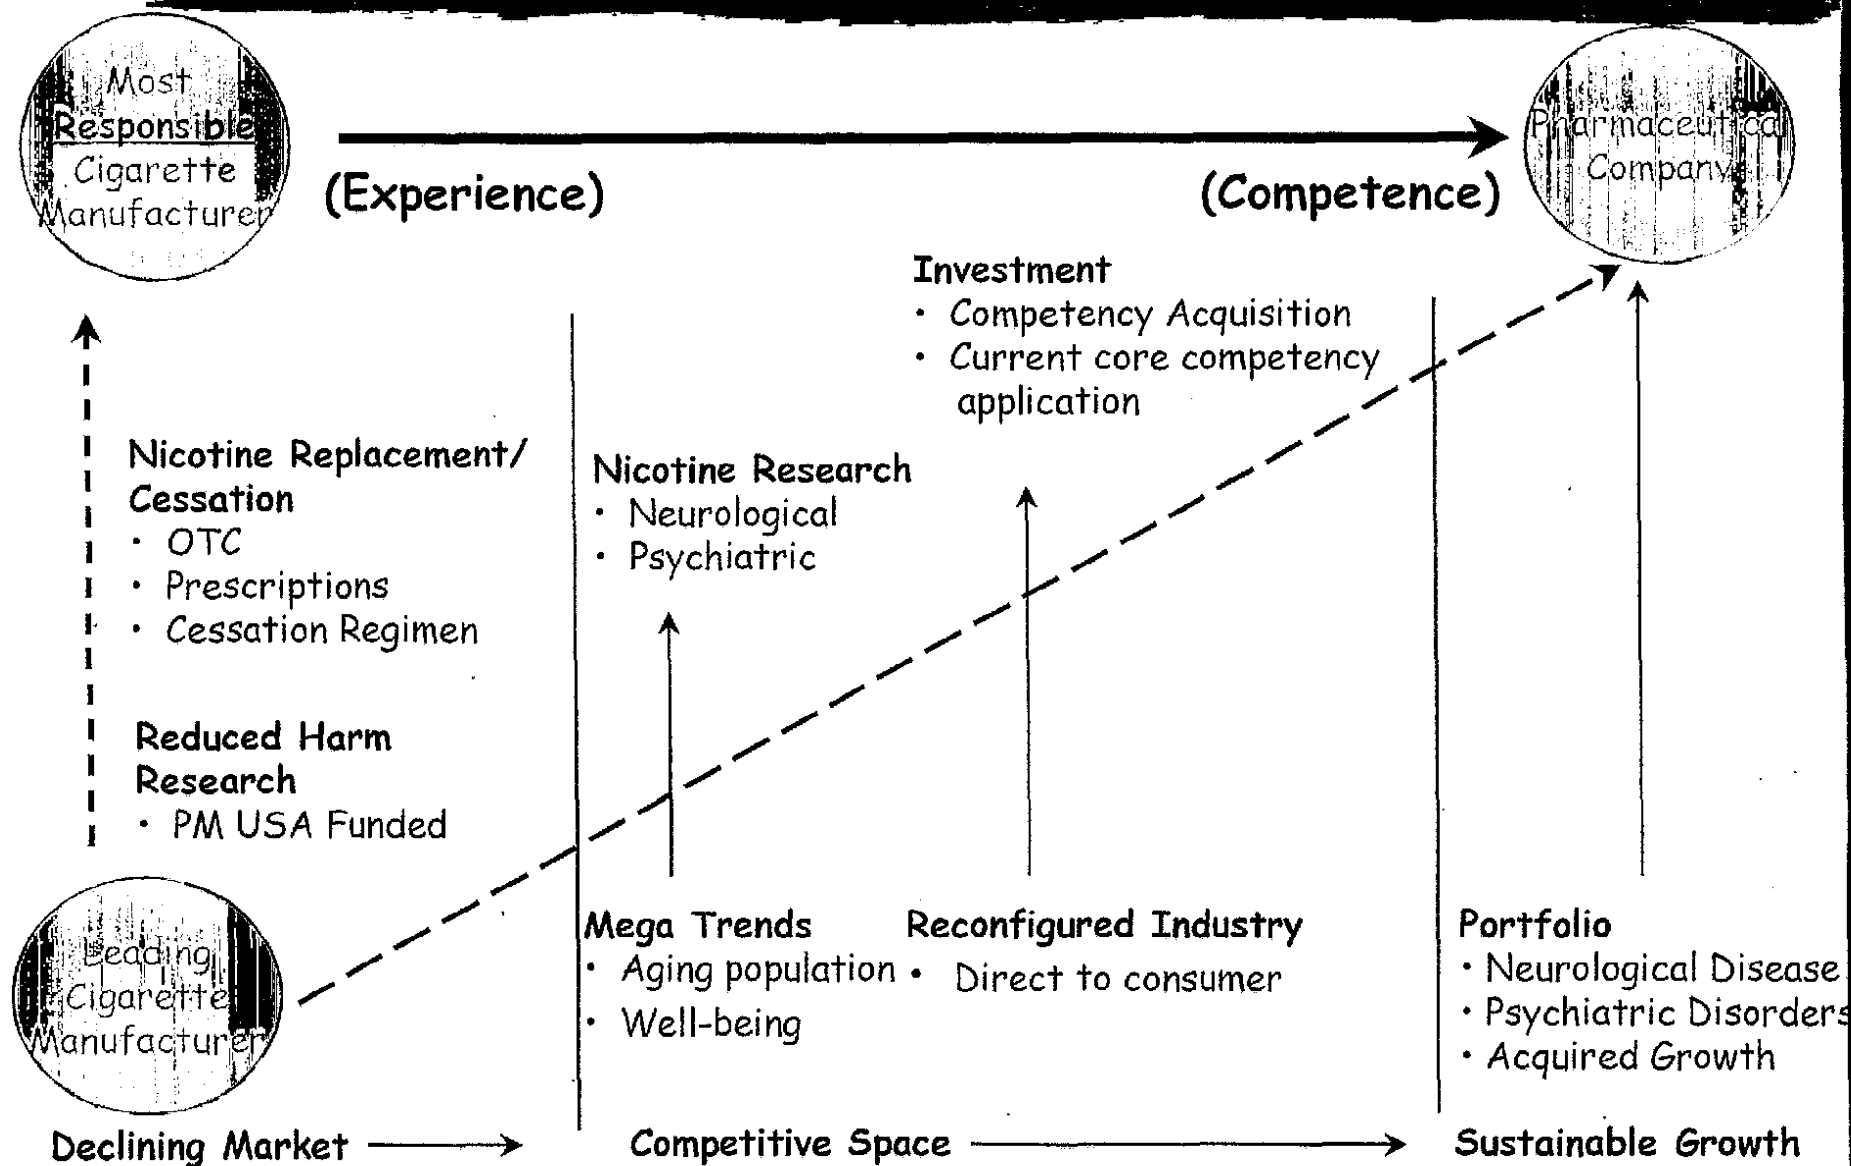 Most
Responsible
Cigarette
Manufacturer
(Experience)
(Competence)
Pharmaceutical
Company
Investment
• Competency Acquisition
• Current core competency
application
Nicotine Replacement/
Cessation
• OTC
• Prescriptions
• Cessation Regimen
Nicotine Research
• Neurological
• Psychiatric
Reduced Harm
Research
• PM USA Funded
Leading
Cigarette
Manufacturer
Mega Trends
• Aging population
• Well-being
Reconfigured Industry
• Direct to consumer
Portfolio
• Neurological Disease
• Psychiatric Disorders
• Acquired Growth
Declining Market
Competitive Space
Sustainable Growth